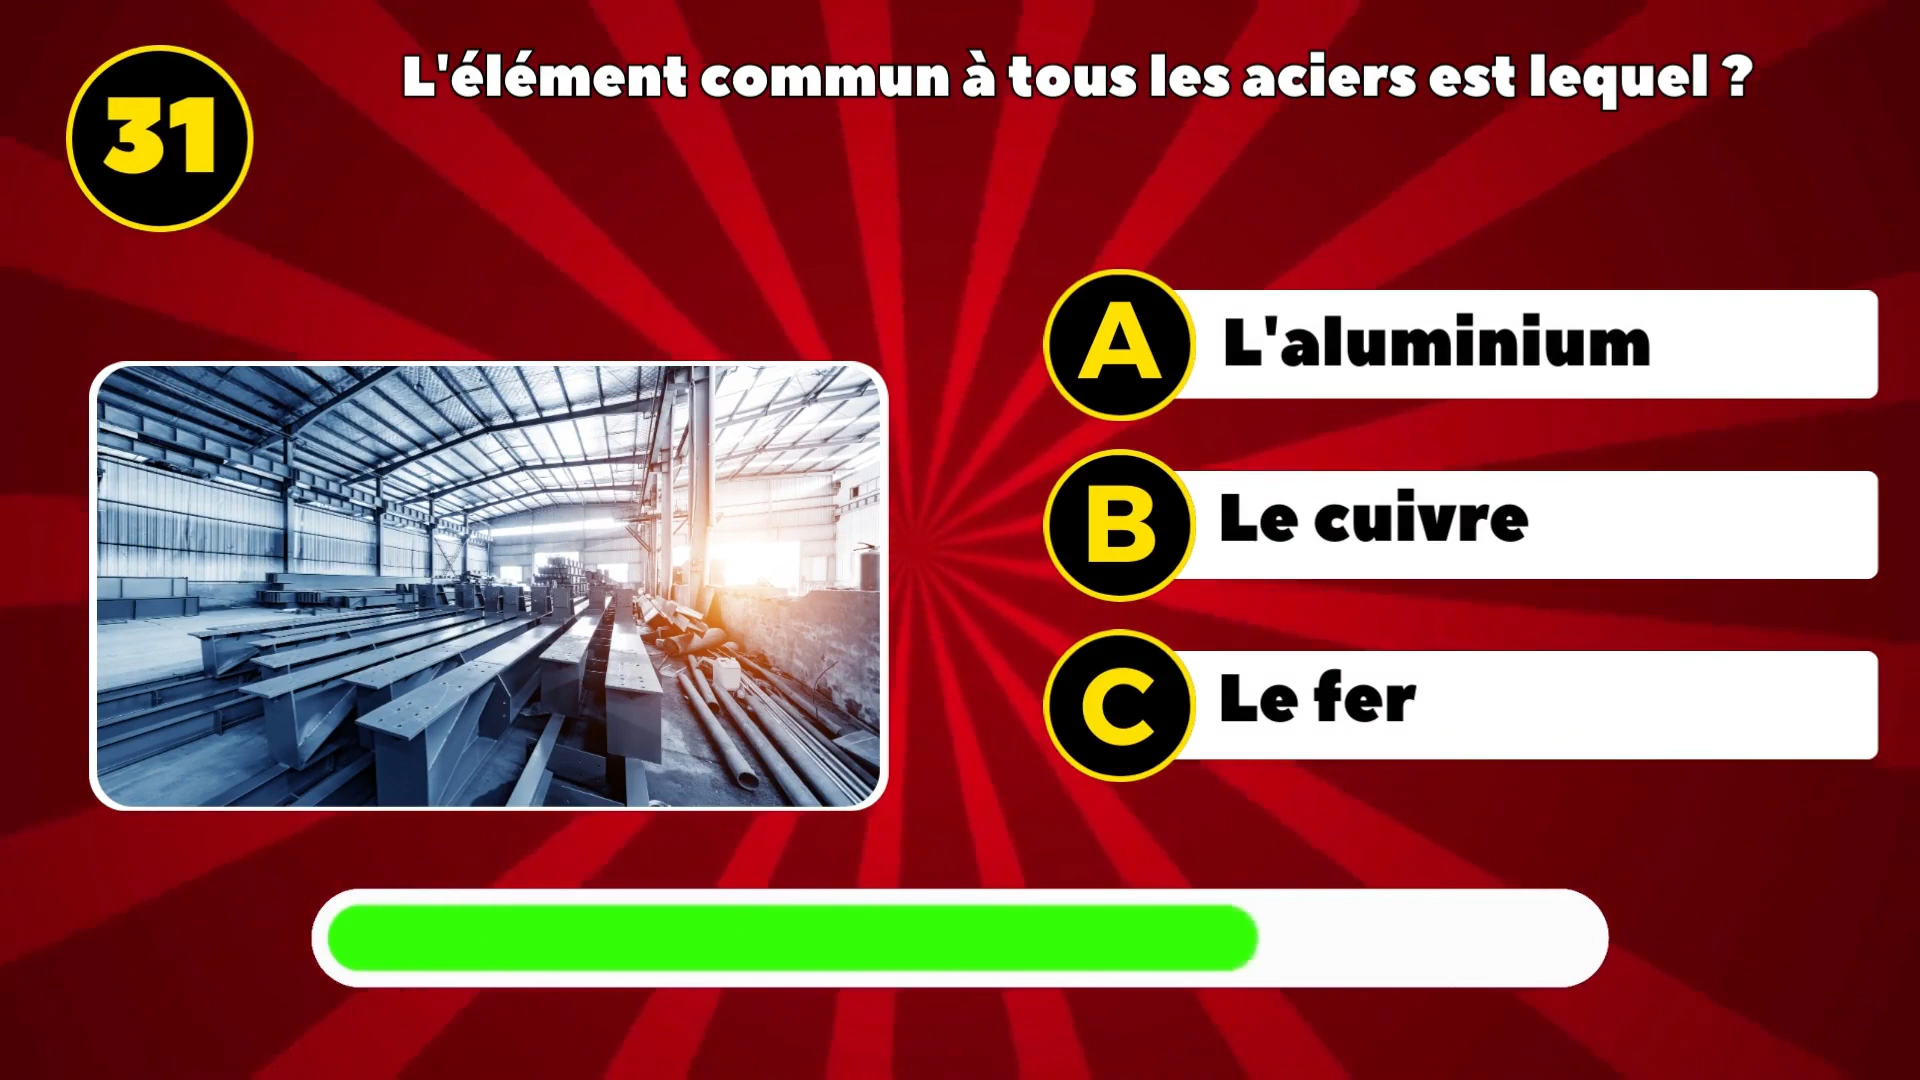 31
L'élément commun à tous les aciers est lequel ?
A L'aluminium
B Le cuivre
C Le fer